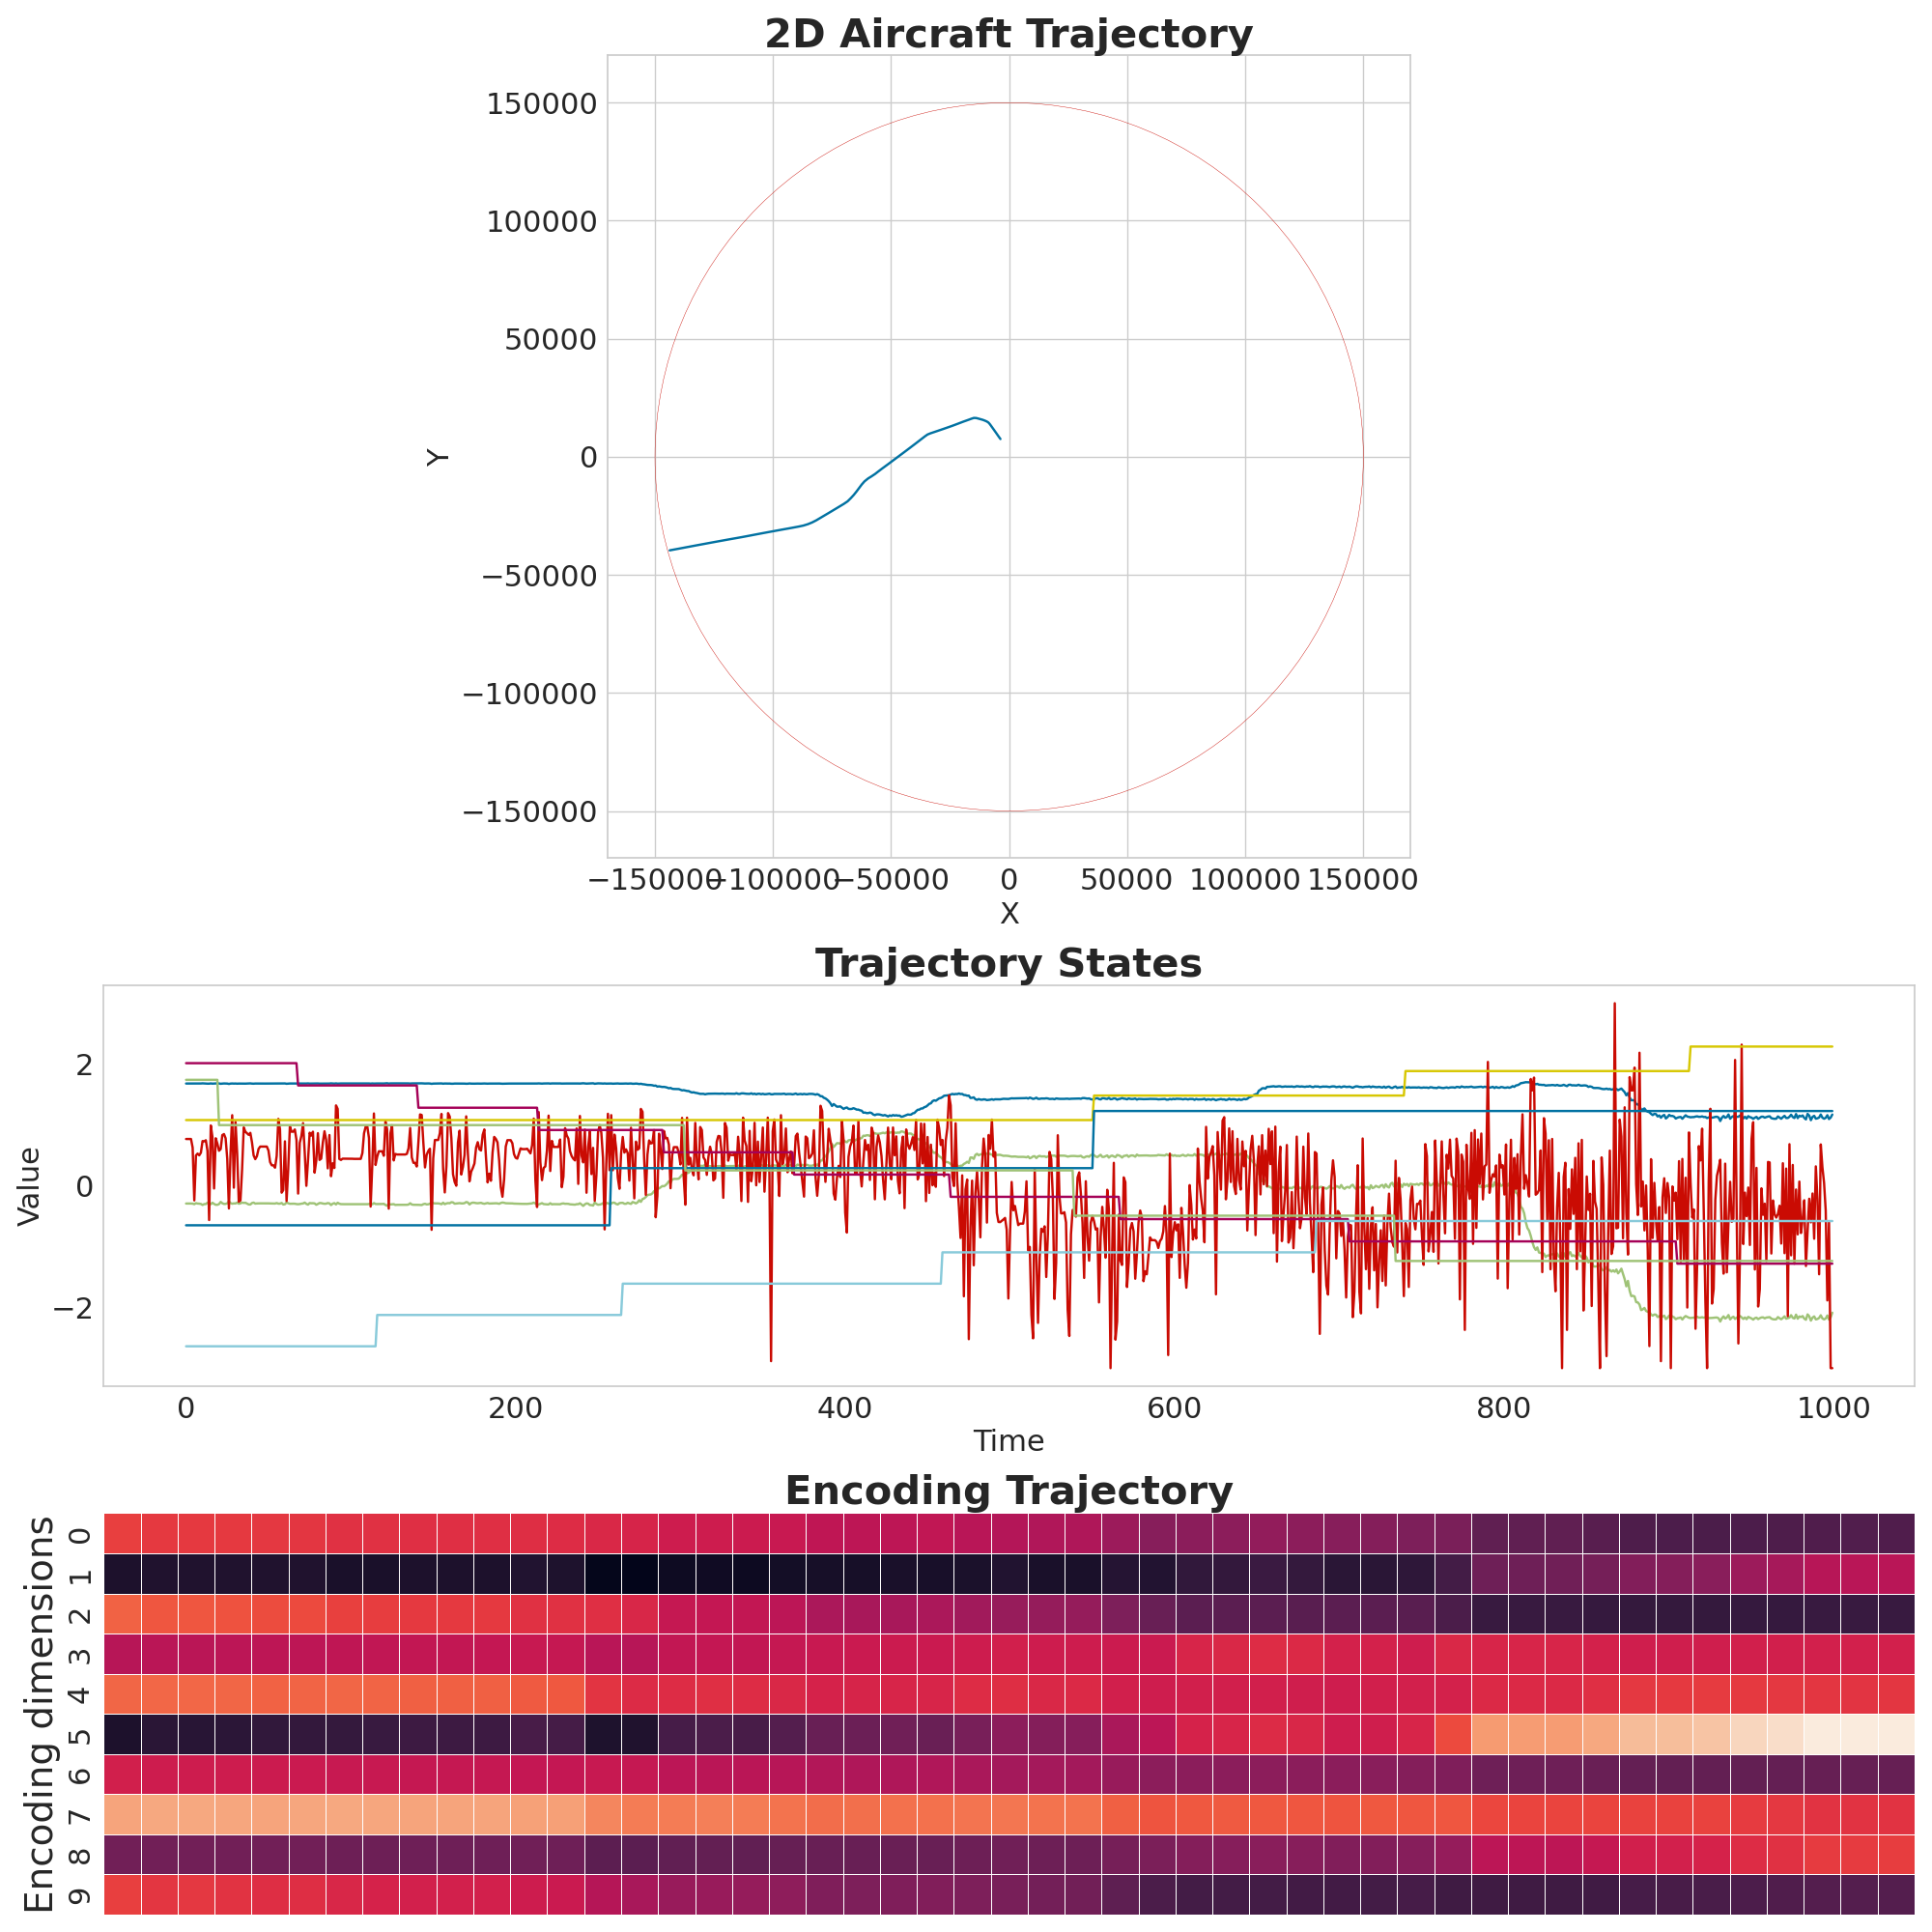 2D Aircraft Trajectory
150000
100000
50000
0
−50000
−100000
−150000
Y
−150000 −100000 −50000 0 50000 100000 150000
X
Trajectory States
2
0
−2
Value
0 200 400 600 800 1000
Time
Encoding Trajectory
Encoding dimensions
0
1
2
3
4
5
6
7
8
9